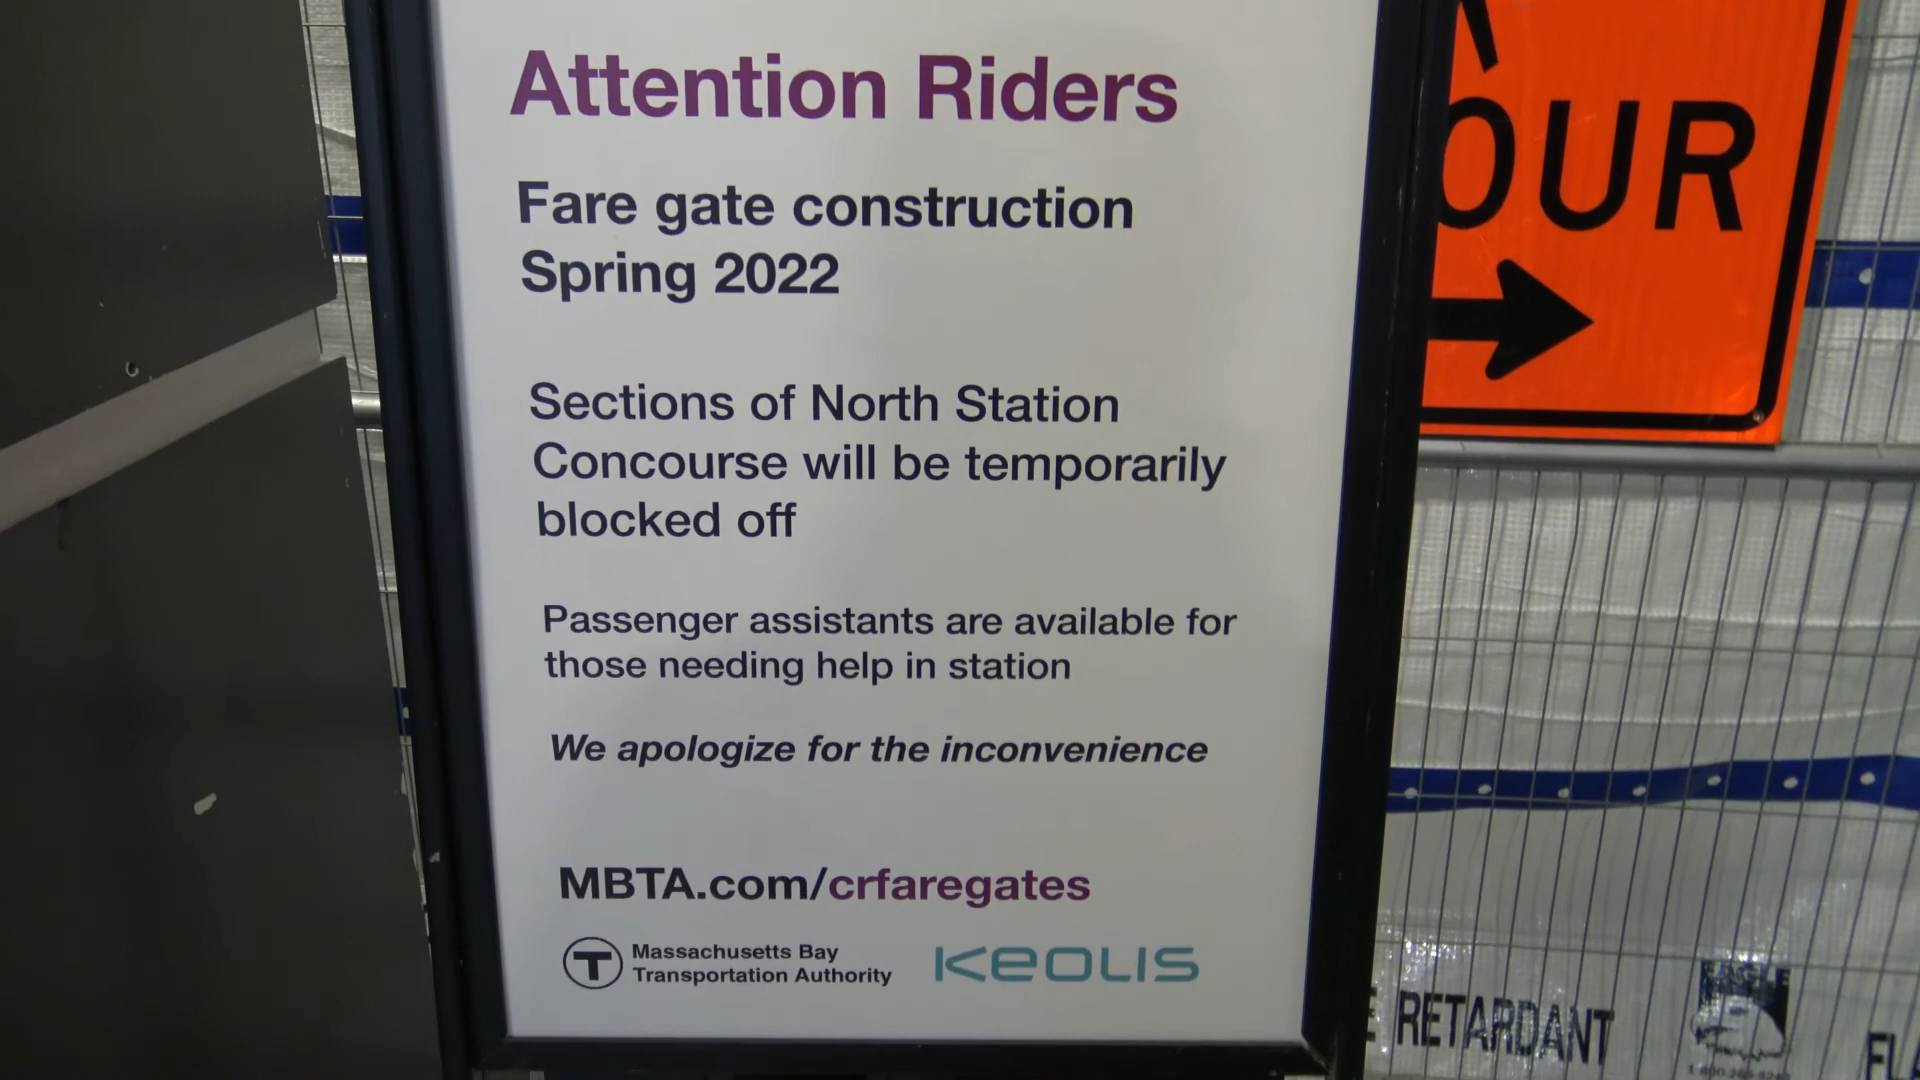 Attention Riders
Fare gate construction
Spring 2022
Sections of North Station
Concourse will be temporarily
blocked off
Passenger assistants are available for
those needing help in station
We apologize for the inconvenience
MBTA.com/crfaregates
T
Massachusetts Bay
Transportation Authority
KEOLIS
OUR
RETARDANT
EAGLE